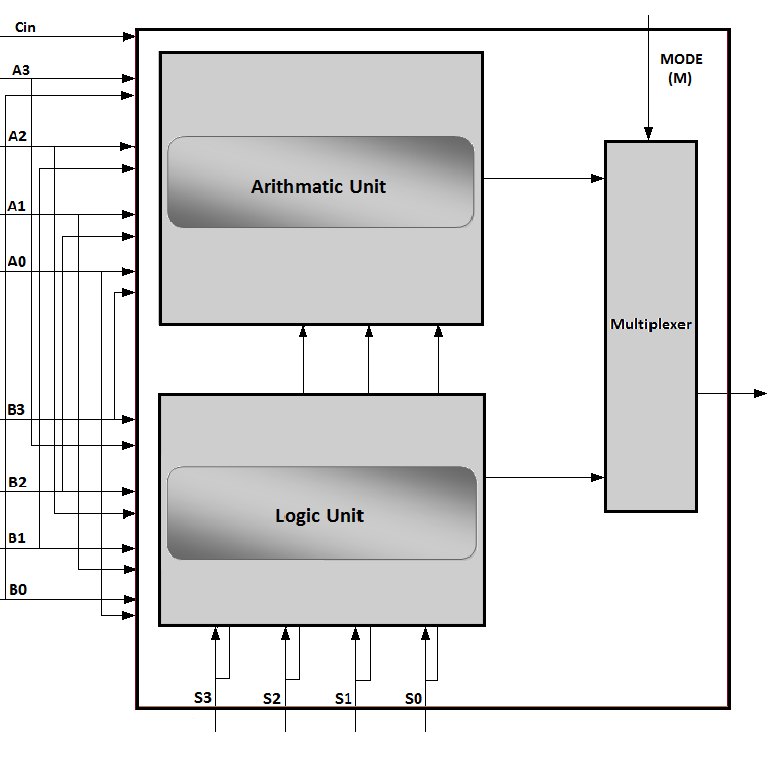 Cin
A3
A2
A1
A0
B3
B2
B1
B0
Arithmatic Unit
Logic Unit
MODE
(M)
Multiplexer
S3
S2
S1
S0